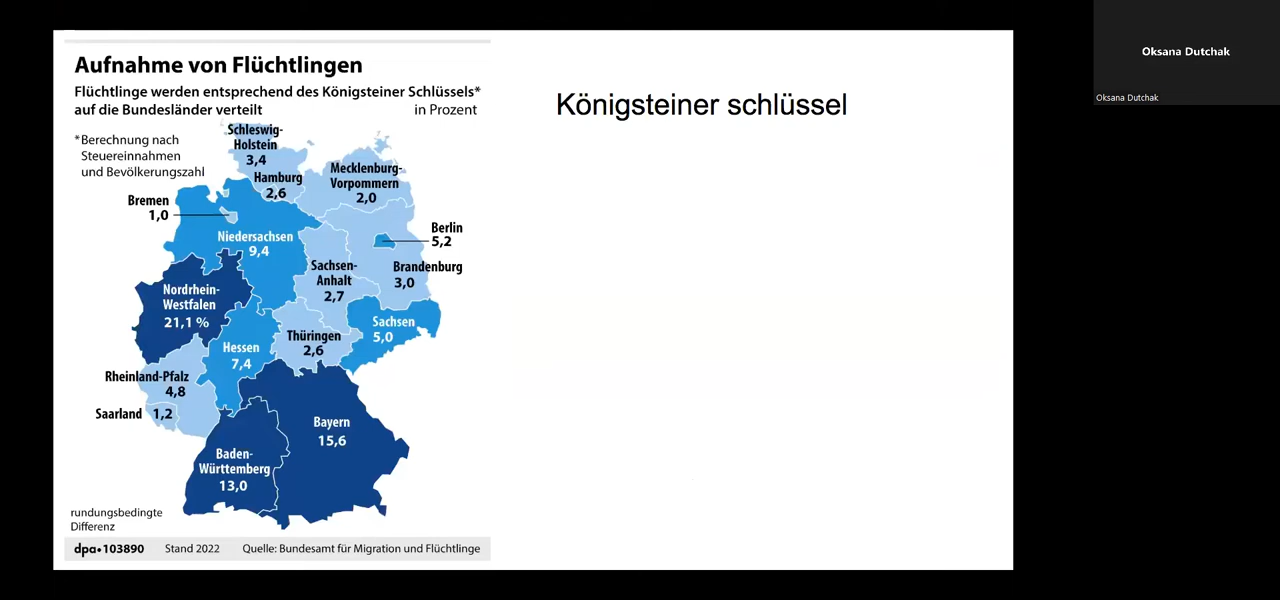 Aufnahme von Flüchtlingen
Flüchtlinge werden entsprechend des Königsteiner Schlüssels*
auf die Bundesländer verteilt
in Prozent
*Berechnung nach
Steuereinnahmen
und Bevölkerungszahl
Schleswig-
Holstein
3,4
Hamburg
2,6
Mecklenburg-
Vorpommern
2,0
Bremen
1,0
Niedersachsen
9,4
Berlin
5,2
Brandenburg
3,0
Sachsen-
Anhalt
2,7
Nordrhein-
Westfalen
21,1 %
Sachsen
5,0
Thüringen
2,6
Hessen
7,4
Rheinland-Pfalz
4,8
Saarland 1,2
Bayern
15,6
Baden-
Württemberg
13,0
rundungsbedingte
Differenz
dpa•103890 Stand 2022 Quelle: Bundesamt für Migration und Flüchtlinge
Königsteiner schlüssel
Oksana Dutchak
Oksana Dutchak